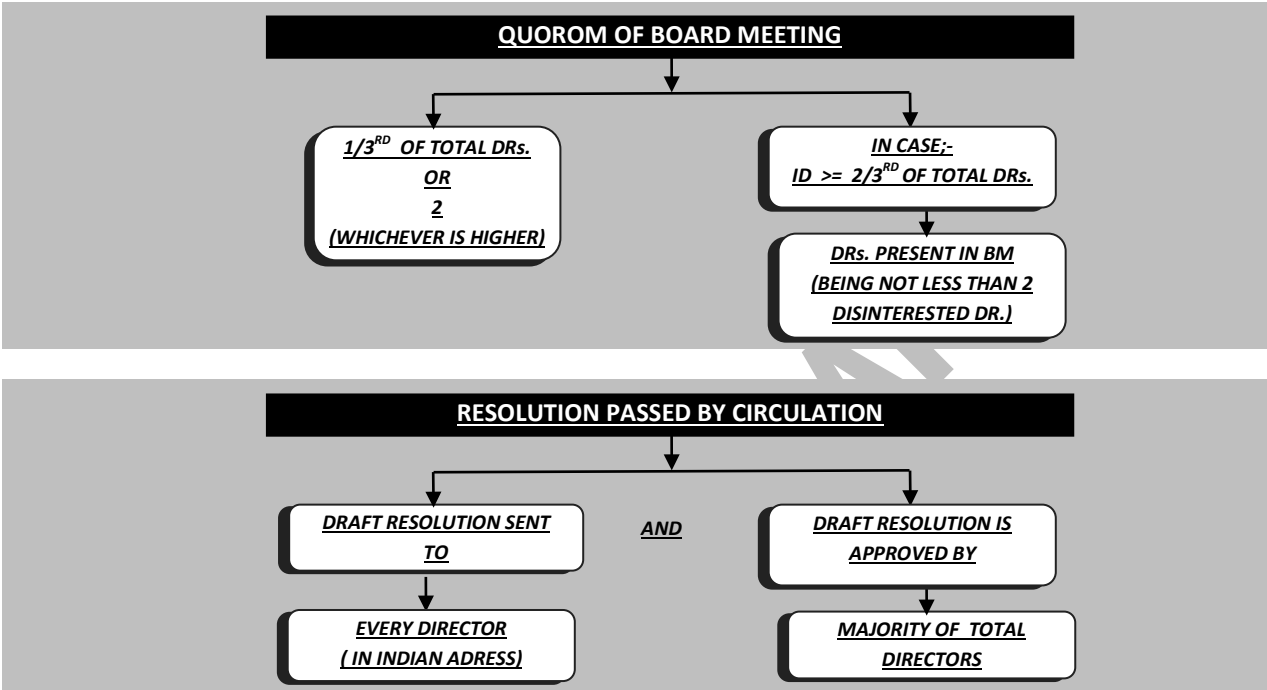 QUOROM OF BOARD MEETING
1/3RD OF TOTAL DRs.
OR
2
(WHICHEVER IS HIGHER)
IN CASE;-
ID >= 2/3RD OF TOTAL DRs.
DRs. PRESENT IN BM
(BEING NOT LESS THAN 2
DISINTERESTED DR.)
RESOLUTION PASSED BY CIRCULATION
DRAFT RESOLUTION SENT
TO
AND
DRAFT RESOLUTION IS
APPROVED BY
EVERY DIRECTOR
( IN INDIAN ADRESS)
MAJORITY OF TOTAL
DIRECTORS